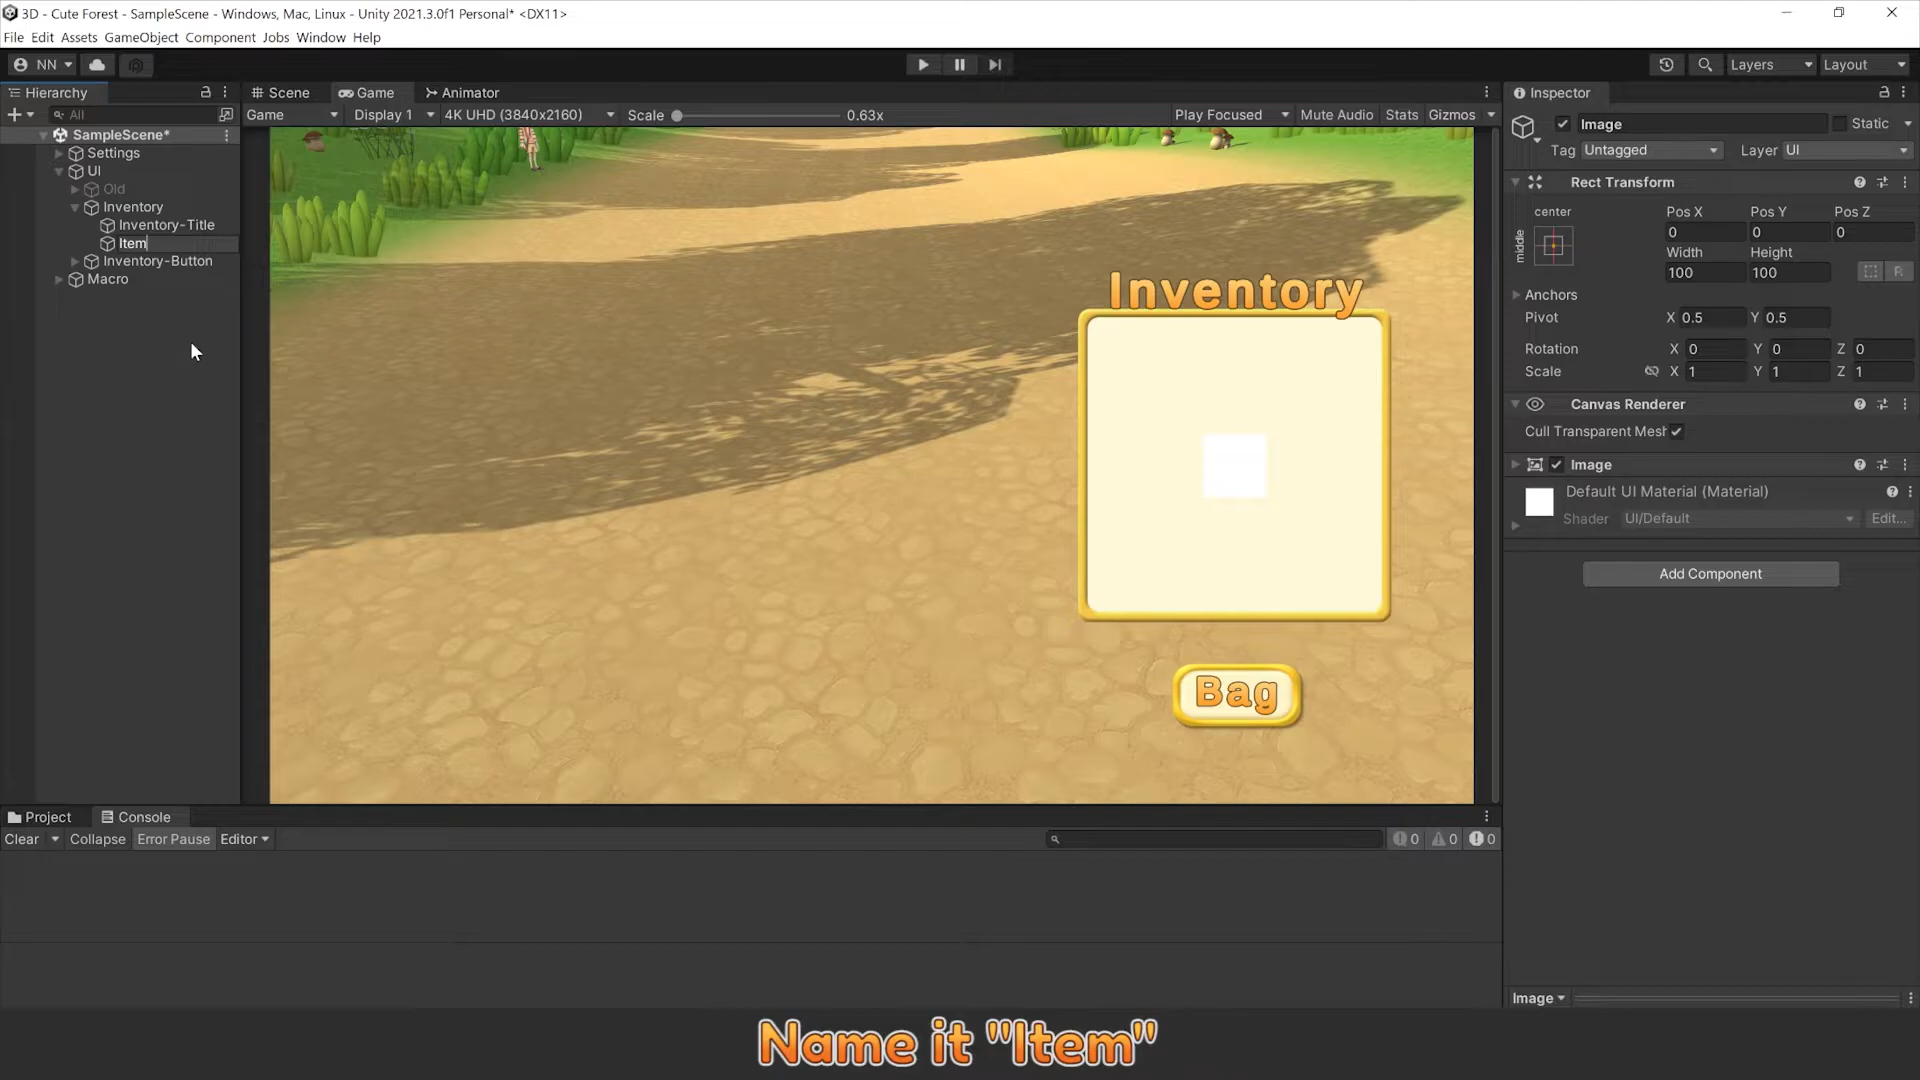 3D - Cute Forest - SampleScene - Windows, Mac, Linux - Unity 2021.3.0f1 Personal* <DX11>
File Edit Assets GameObject Component Jobs Window Help
NN Layers Layout
Hierarchy Scene Game Animator Inspector
All Game Display 1 4K UHD (3840x2160) Scale 0.63x Play Focused Mute Audio Stats Gizmos
Image Static
SampleScene*
Settings
Tag Untagged Layer UI
UI
Old
Rect Transform
Inventory
center Pos X Pos Y Pos Z
Inventory-Title
0 0 0
Item
middle
Width Height
Inventory-Button
100 100 R
Macro
Anchors
Pivot X 0.5 Y 0.5
Rotation X 0 Y 0 Z 0
Scale X 1 Y 1 Z 1
Canvas Renderer
Cull Transparent Mesh
Image
Default UI Material (Material)
Shader UI/Default Edit...
Add Component
Inventory
Bag
Project Console
Clear Collapse Error Pause Editor 0 0 0
Image
Name it "Item"